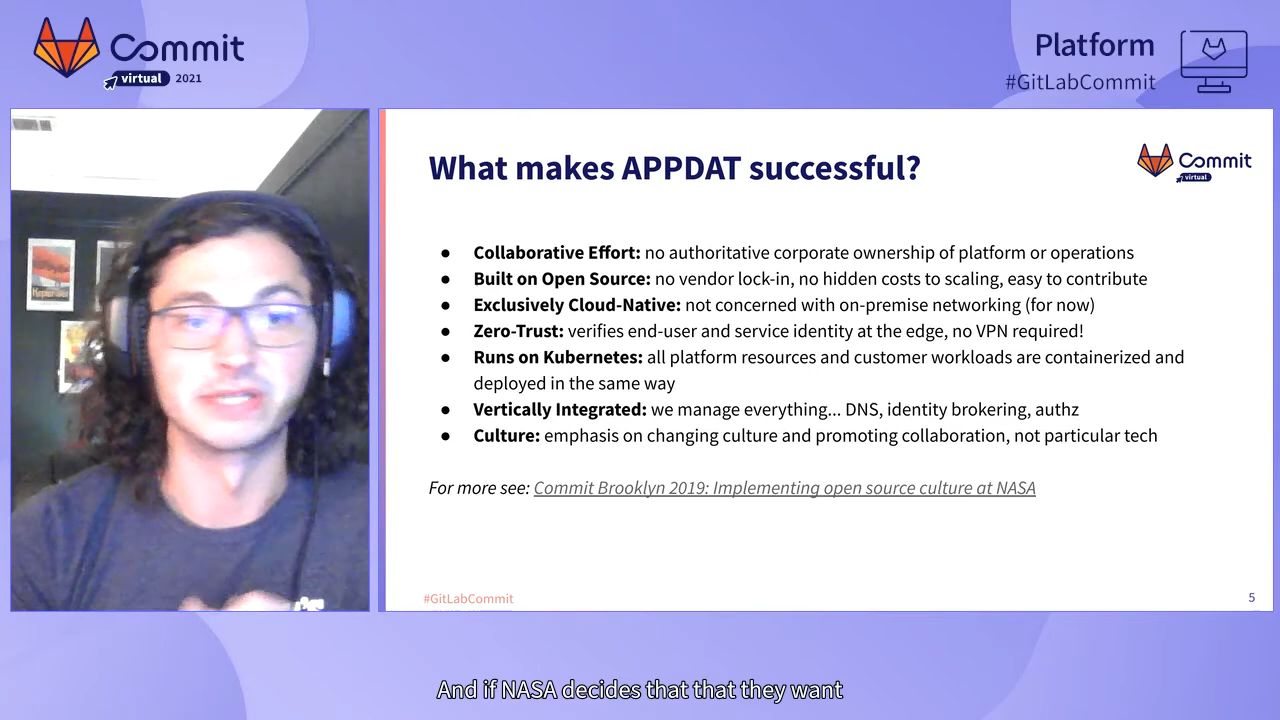 Commit
virtual 2021
Platform
#GitLabCommit
What makes APPDAT successful?
Commit
virtual
● Collaborative Effort: no authoritative corporate ownership of platform or operations
● Built on Open Source: no vendor lock-in, no hidden costs to scaling, easy to contribute
● Exclusively Cloud-Native: not concerned with on-premise networking (for now)
● Zero-Trust: verifies end-user and service identity at the edge, no VPN required!
● Runs on Kubernetes: all platform resources and customer workloads are containerized and
deployed in the same way
● Vertically Integrated: we manage everything... DNS, identity brokering, authz
● Culture: emphasis on changing culture and promoting collaboration, not particular tech
For more see: Commit Brooklyn 2019: Implementing open source culture at NASA
#GitLabCommit
5
And if NASA decides that that they want